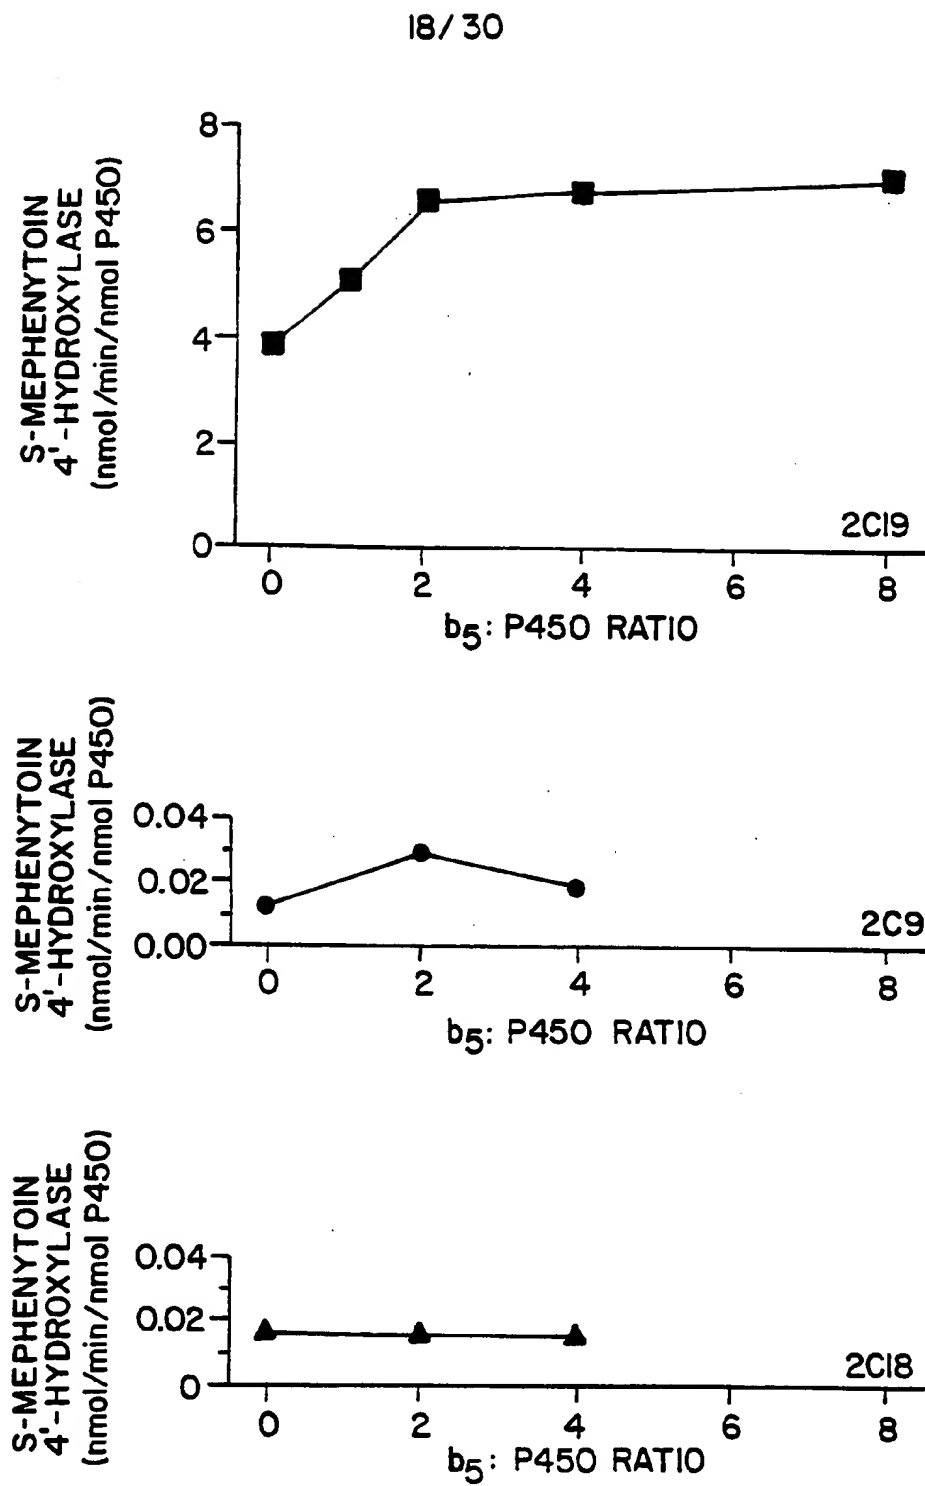 18/30
S-MEPHENYTOIN
4'-HYDROXYLASE
(nmol/min/nmol P450)
8
6
4
2
0
2C19
0 2 4 6 8
b5: P450 RATIO
S-MEPHENYTOIN
4'-HYDROXYLASE
(nmol/min/nmol P450)
0.04
0.02
0.00
2C9
0 2 4 6 8
b5: P450 RATIO
S-MEPHENYTOIN
4'-HYDROXYLASE
(nmol/min/nmol P450)
0.04
0.02
0
2C18
0 2 4 6 8
b5: P450 RATIO